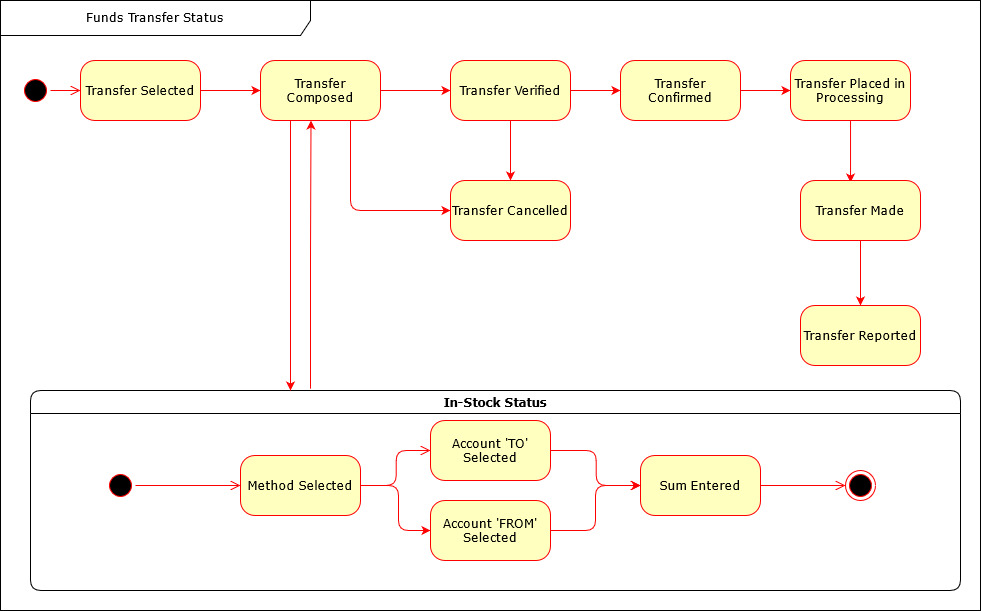 Funds Transfer Status
Transfer Selected
Transfer
Composed
Transfer Verified
Transfer
Confirmed
Transfer Placed in
Processing
Transfer Cancelled
Transfer Made
Transfer Reported
In-Stock Status
Method Selected
Account 'TO'
Selected
Account 'FROM'
Selected
Sum Entered